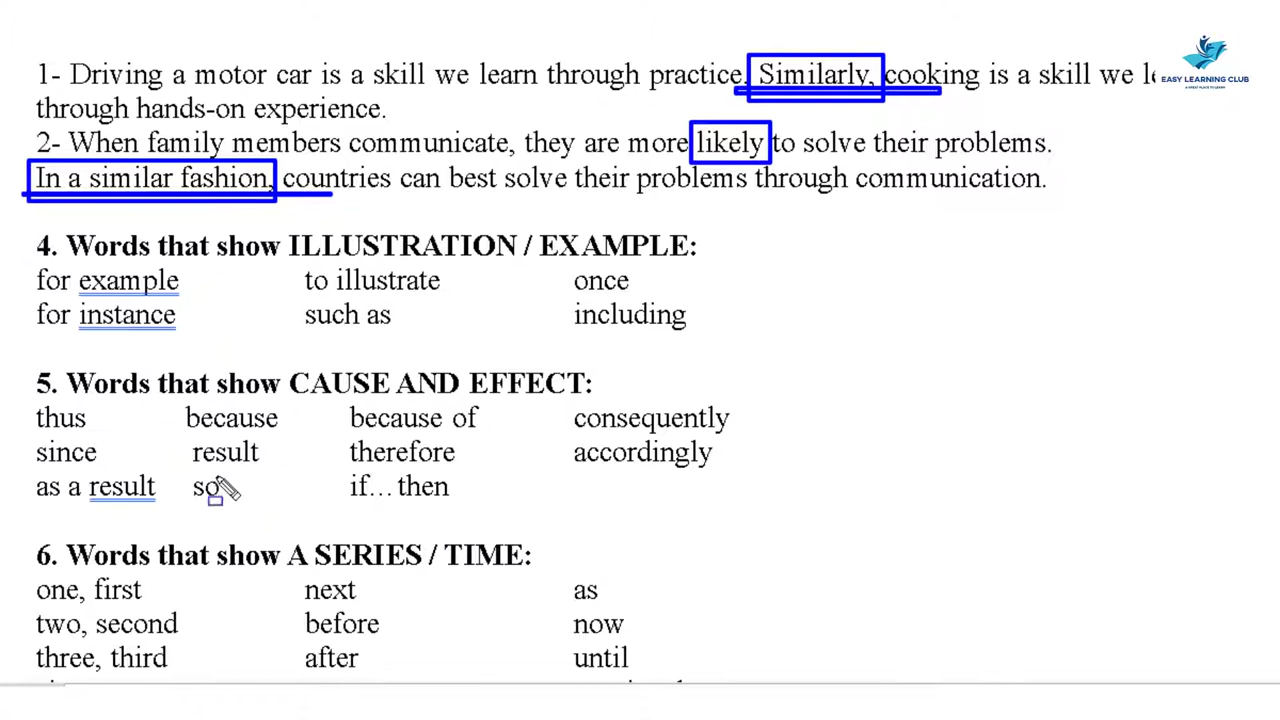 1- Driving a motor car is a skill we learn through practice. Similarly, cooking is a skill we le
EASY LEARNING CLUB
A GREAT PLACE TO LEARN
through hands-on experience.
2- When family members communicate, they are more likely to solve their problems.
In a similar fashion, countries can best solve their problems through communication.
4. Words that show ILLUSTRATION / EXAMPLE:
for example to illustrate once
for instance such as including
5. Words that show CAUSE AND EFFECT:
thus because because of consequently
since result therefore accordingly
as a result so if…then
6. Words that show A SERIES / TIME:
one, first next as
two, second before now
three, third after until